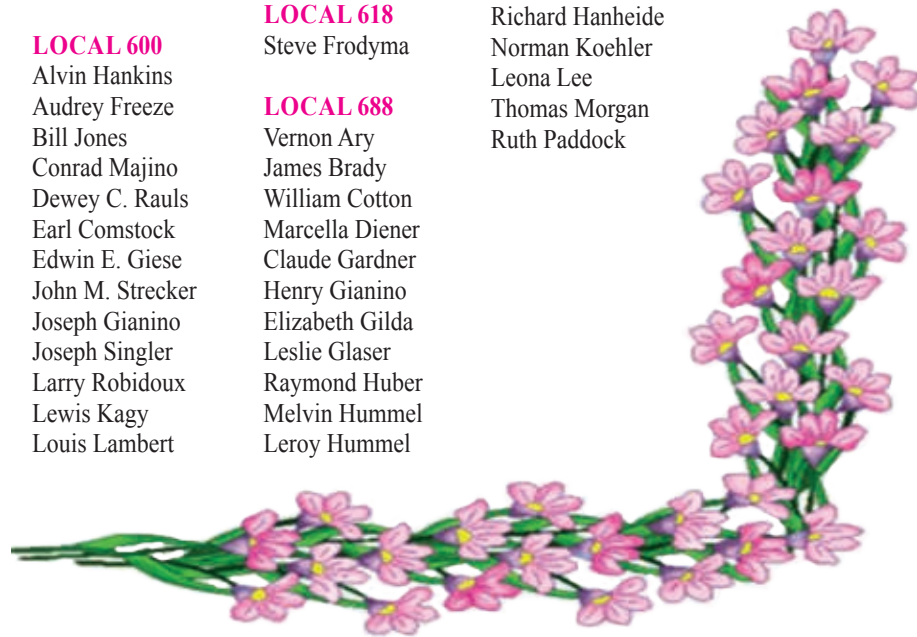 LOCAL 600
Alvin Hankins
Audrey Freeze
Bill Jones
Conrad Majino
Dewey C. Rauls
Earl Comstock
Edwin E. Giese
John M. Strecker
Joseph Gianino
Joseph Singler
Larry Robidoux
Lewis Kagy
Louis Lambert
LOCAL 618
Steve Frodyma
LOCAL 688
Vernon Ary
James Brady
William Cotton
Marcella Diener
Claude Gardner
Henry Gianino
Elizabeth Gilda
Leslie Glaser
Raymond Huber
Melvin Hummel
Leroy Hummel
Richard Hanheide
Norman Koehler
Leona Lee
Thomas Morgan
Ruth Paddock